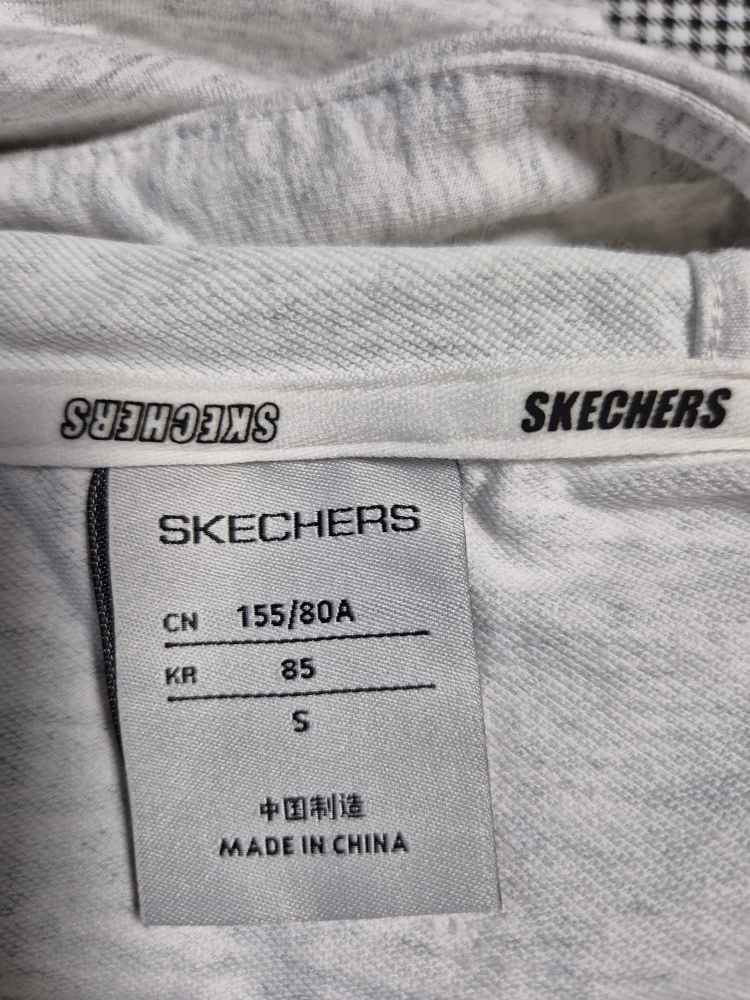 SKECHERS
SKECHERS
SKECHERS
CN 155/80A
KR 85
S
中国制造
MADE IN CHINA